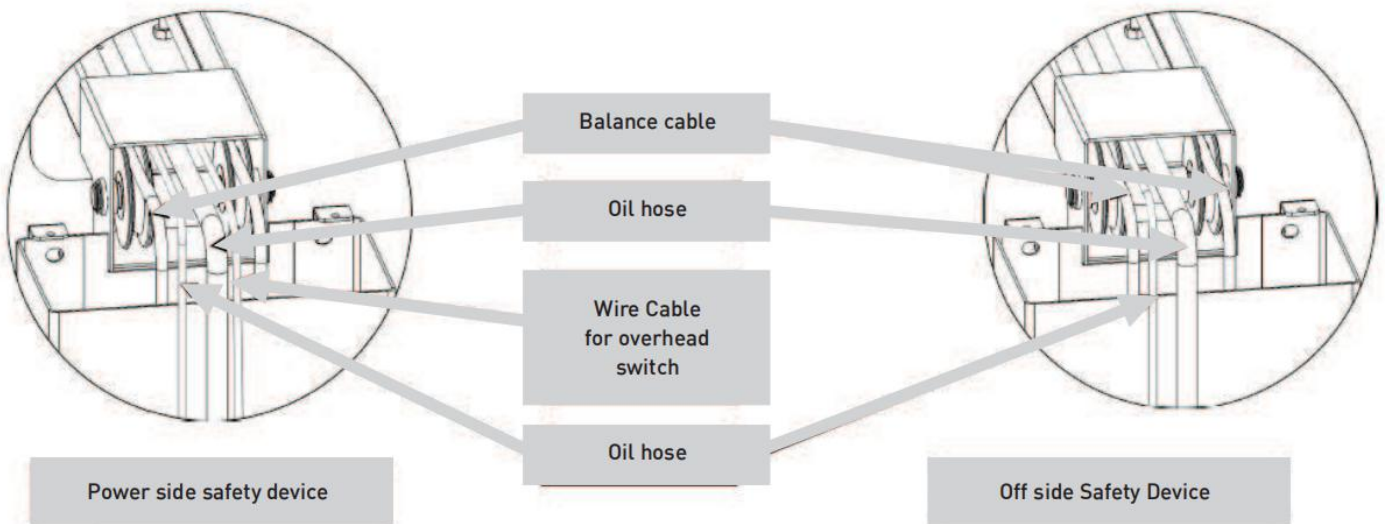 Balance cable
Oil hose
Wire Cable
for overhead
switch
Oil hose
Power side safety device
Off side Safety Device